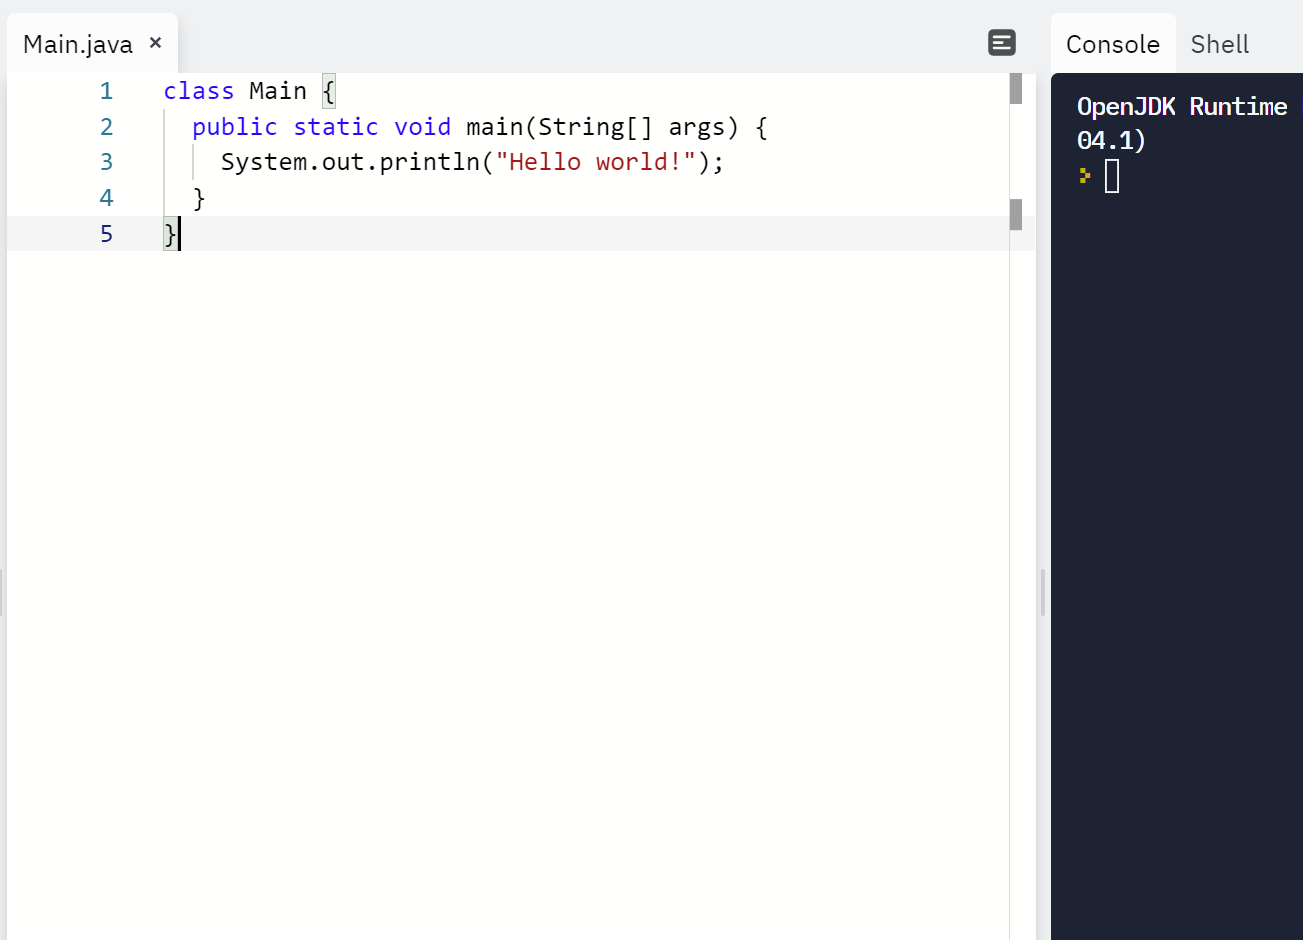 Main.java ×
1 class Main {
2   public static void main(String[] args) {
3     System.out.println("Hello world!");
4   }
5 }
Console Shell
OpenJDK Runtime
04.1)